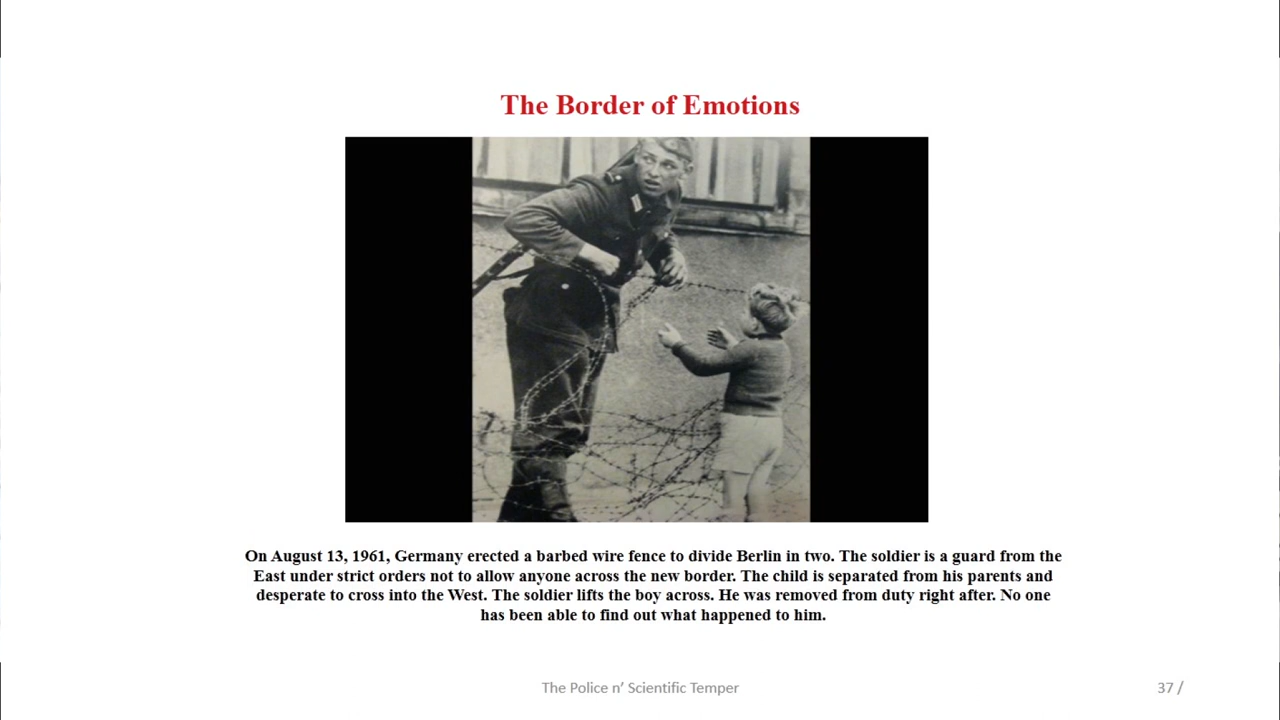 The Border of Emotions
On August 13, 1961, Germany erected a barbed wire fence to divide Berlin in two. The soldier is a guard from the
East under strict orders not to allow anyone across the new border. The child is separated from his parents and
desperate to cross into the West. The soldier lifts the boy across. He was removed from duty right after. No one
has been able to find out what happened to him.
The Police n’ Scientific Temper
37 /